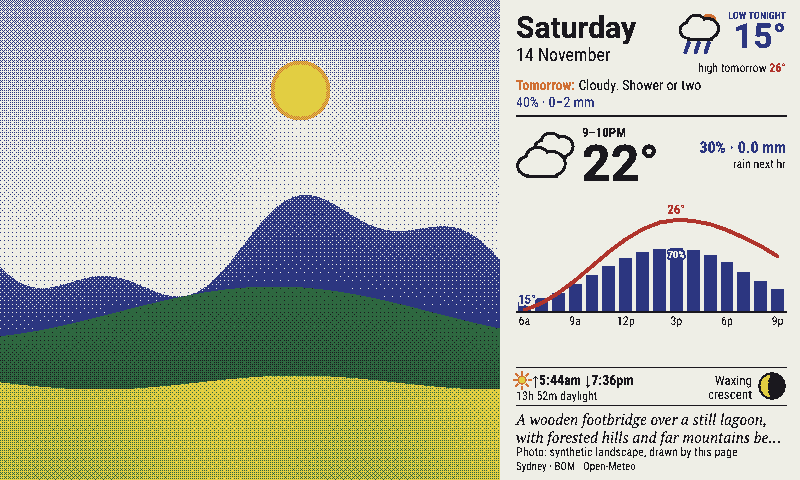 Saturday
14 November
LOW TONIGHT
15°
high tomorrow 26°
Tomorrow: Cloudy. Shower or two
40% · 0–2 mm
9–10PM
22°
30% · 0.0 mm
rain next hr
26°
70%
15°
6a 9a 12p 3p 6p 9p
↑5:44am ↓7:36pm
13h 52m daylight
Waxing
crescent
A wooden footbridge over a still lagoon,
with forested hills and far mountains be...
Photo: synthetic landscape, drawn by this page
Sydney · BOM Open-Meteo